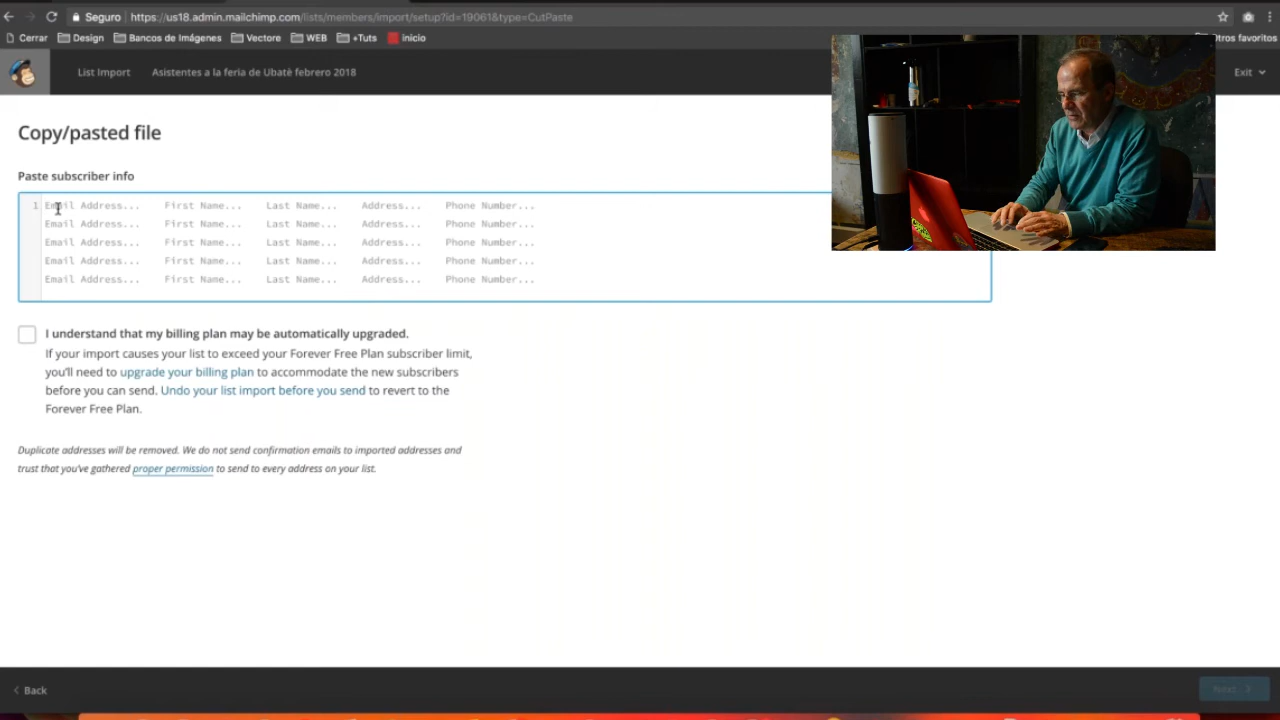 Seguro https://us18.admin.mailchimp.com/lists/members/import/setup?id=19061&type=CutPaste
Cerrar Design Bancos de Imágenes Vectore WEB +Tuts Inicio Otros favoritos
List Import Asistentes a la feria de Ubatè febrero 2018 Exit
Copy/pasted file
Paste subscriber info
1 Email Address... First Name... Last Name... Address... Phone Number...
Email Address... First Name... Last Name... Address... Phone Number...
Email Address... First Name... Last Name... Address... Phone Number...
Email Address... First Name... Last Name... Address... Phone Number...
Email Address... First Name... Last Name... Address... Phone Number...
I understand that my billing plan may be automatically upgraded.
If your import causes your list to exceed your Forever Free Plan subscriber limit,
you'll need to upgrade your billing plan to accommodate the new subscribers
before you can send. Undo your list import before you send to revert to the
Forever Free Plan.
Duplicate addresses will be removed. We do not send confirmation emails to imported addresses and
trust that you've gathered proper permission to send to every address on your list.
Back Next